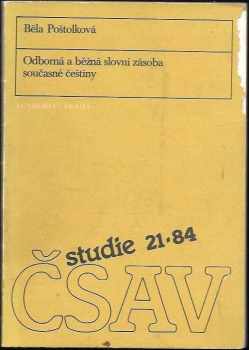 Běla Poštolková
Odborná a běžná slovní zásoba
současné češtiny
studie 21·84
ČSAV